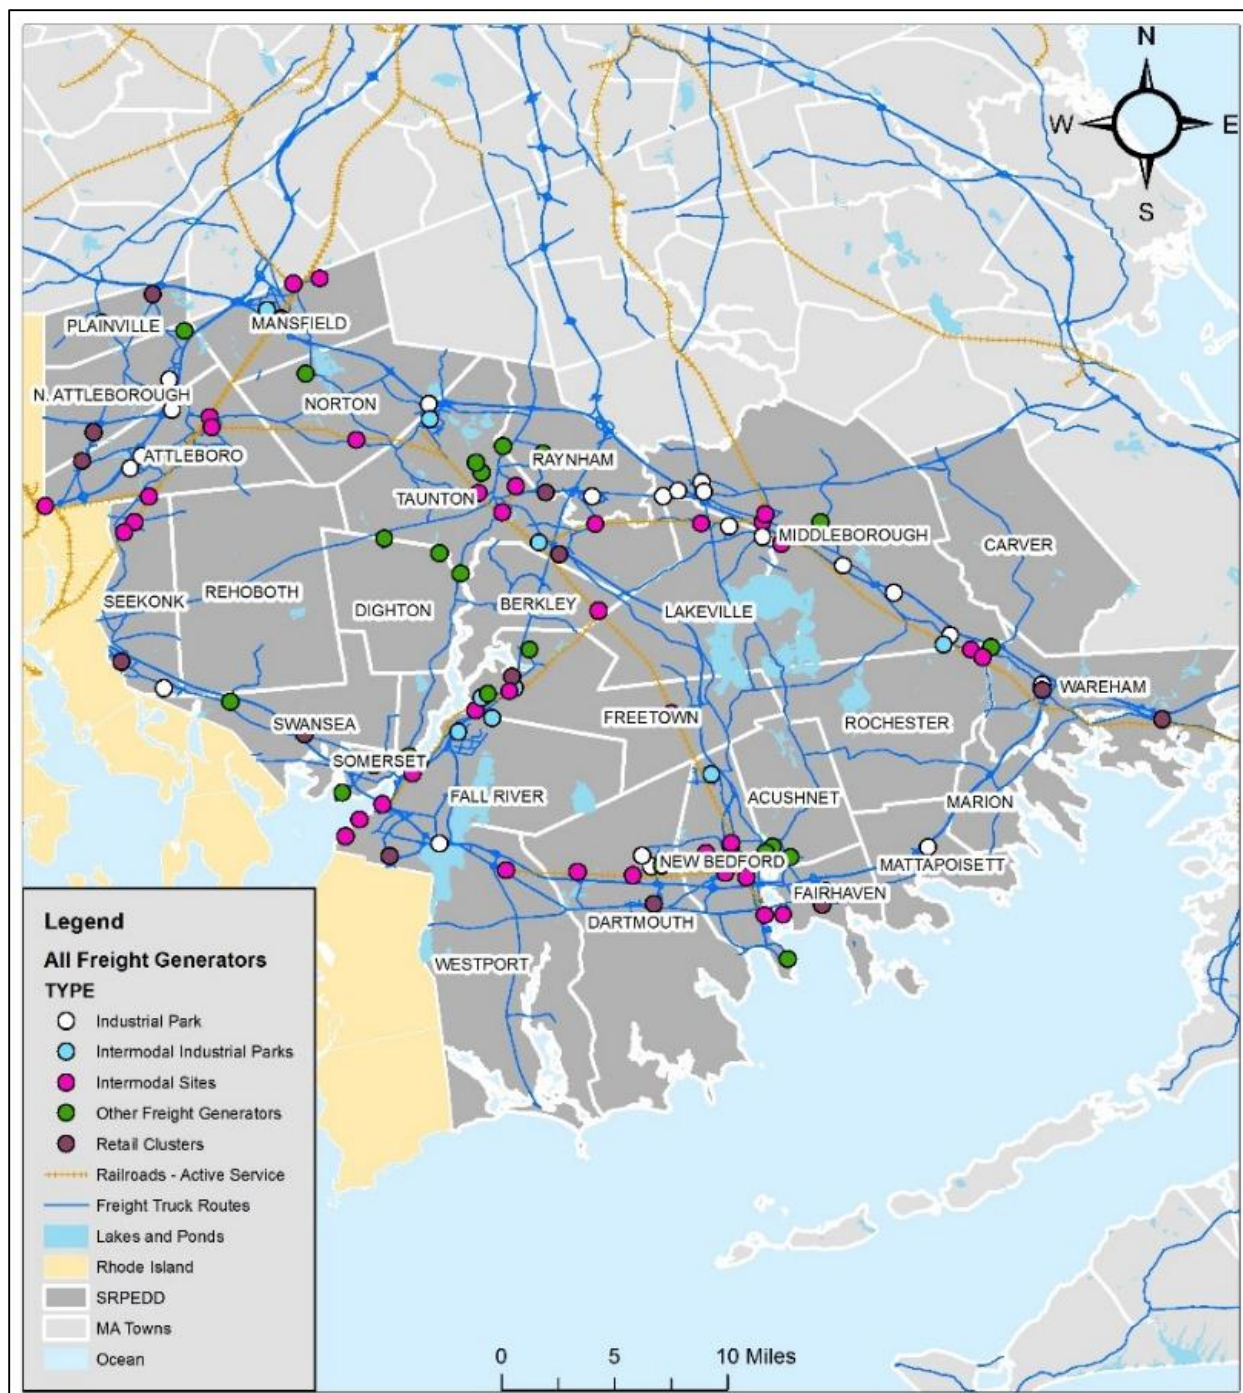 N
W E
S
PLAINVILLE
MANSFIELD
N. ATTLEBOROUGH
NORTON
ATTLEBORO
RAYNHAM
TAUNTON
MIDDLEBOROUGH
CARVER
REHOBOTH
SEEKONK
DIGHTON
BERKLEY
LAKEVILLE
WAREHAM
SWANSEA
FREETOWN
ROCHESTER
SOMERSET
FALL RIVER
ACUSHNET
MARION
NEW BEDFORD
MATTAPOISETT
FAIRHAVEN
DARTMOUTH
WESTPORT
Legend
All Freight Generators
TYPE
Industrial Park
Intermodal Industrial Parks
Intermodal Sites
Other Freight Generators
Retail Clusters
Railroads - Active Service
Freight Truck Routes
Lakes and Ponds
Rhode Island
SRPEDD
MA Towns
Ocean
0 5 10 Miles